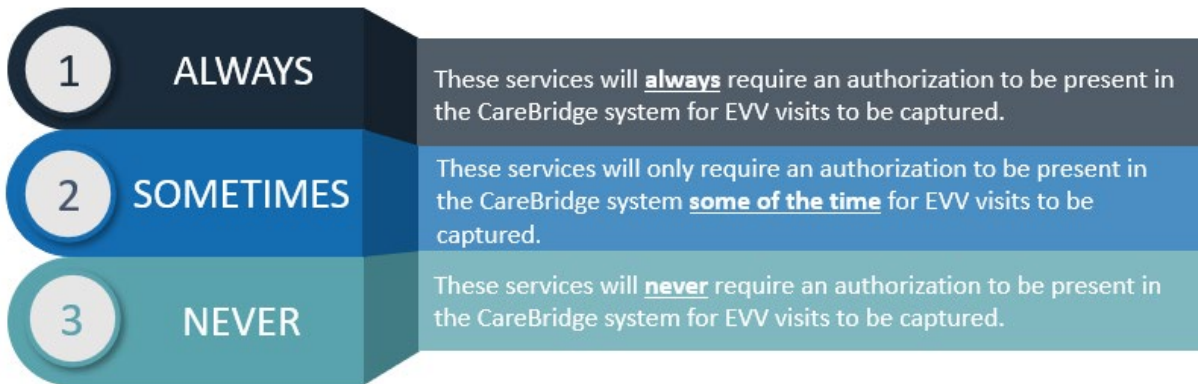 1
ALWAYS
These services will always require an authorization to be present in
the CareBridge system for EVV visits to be captured.
2
SOMETIMES
These services will only require an authorization to be present in
the CareBridge system some of the time for EVV visits to be
captured.
3
NEVER
These services will never require an authorization to be present in
the CareBridge system for EVV visits to be captured.